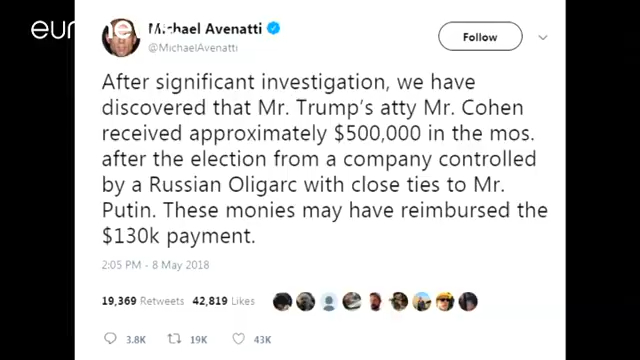 Michael Avenatti
@MichaelAvenatti
Follow
After significant investigation, we have
discovered that Mr. Trump's atty Mr. Cohen
received approximately $500,000 in the mos.
after the election from a company controlled
by a Russian Oligarc with close ties to Mr.
Putin. These monies may have reimbursed the
$130k payment.
2:05 PM - 8 May 2018
19,369 Retweets 42,819 Likes
3.8K 19K 43K